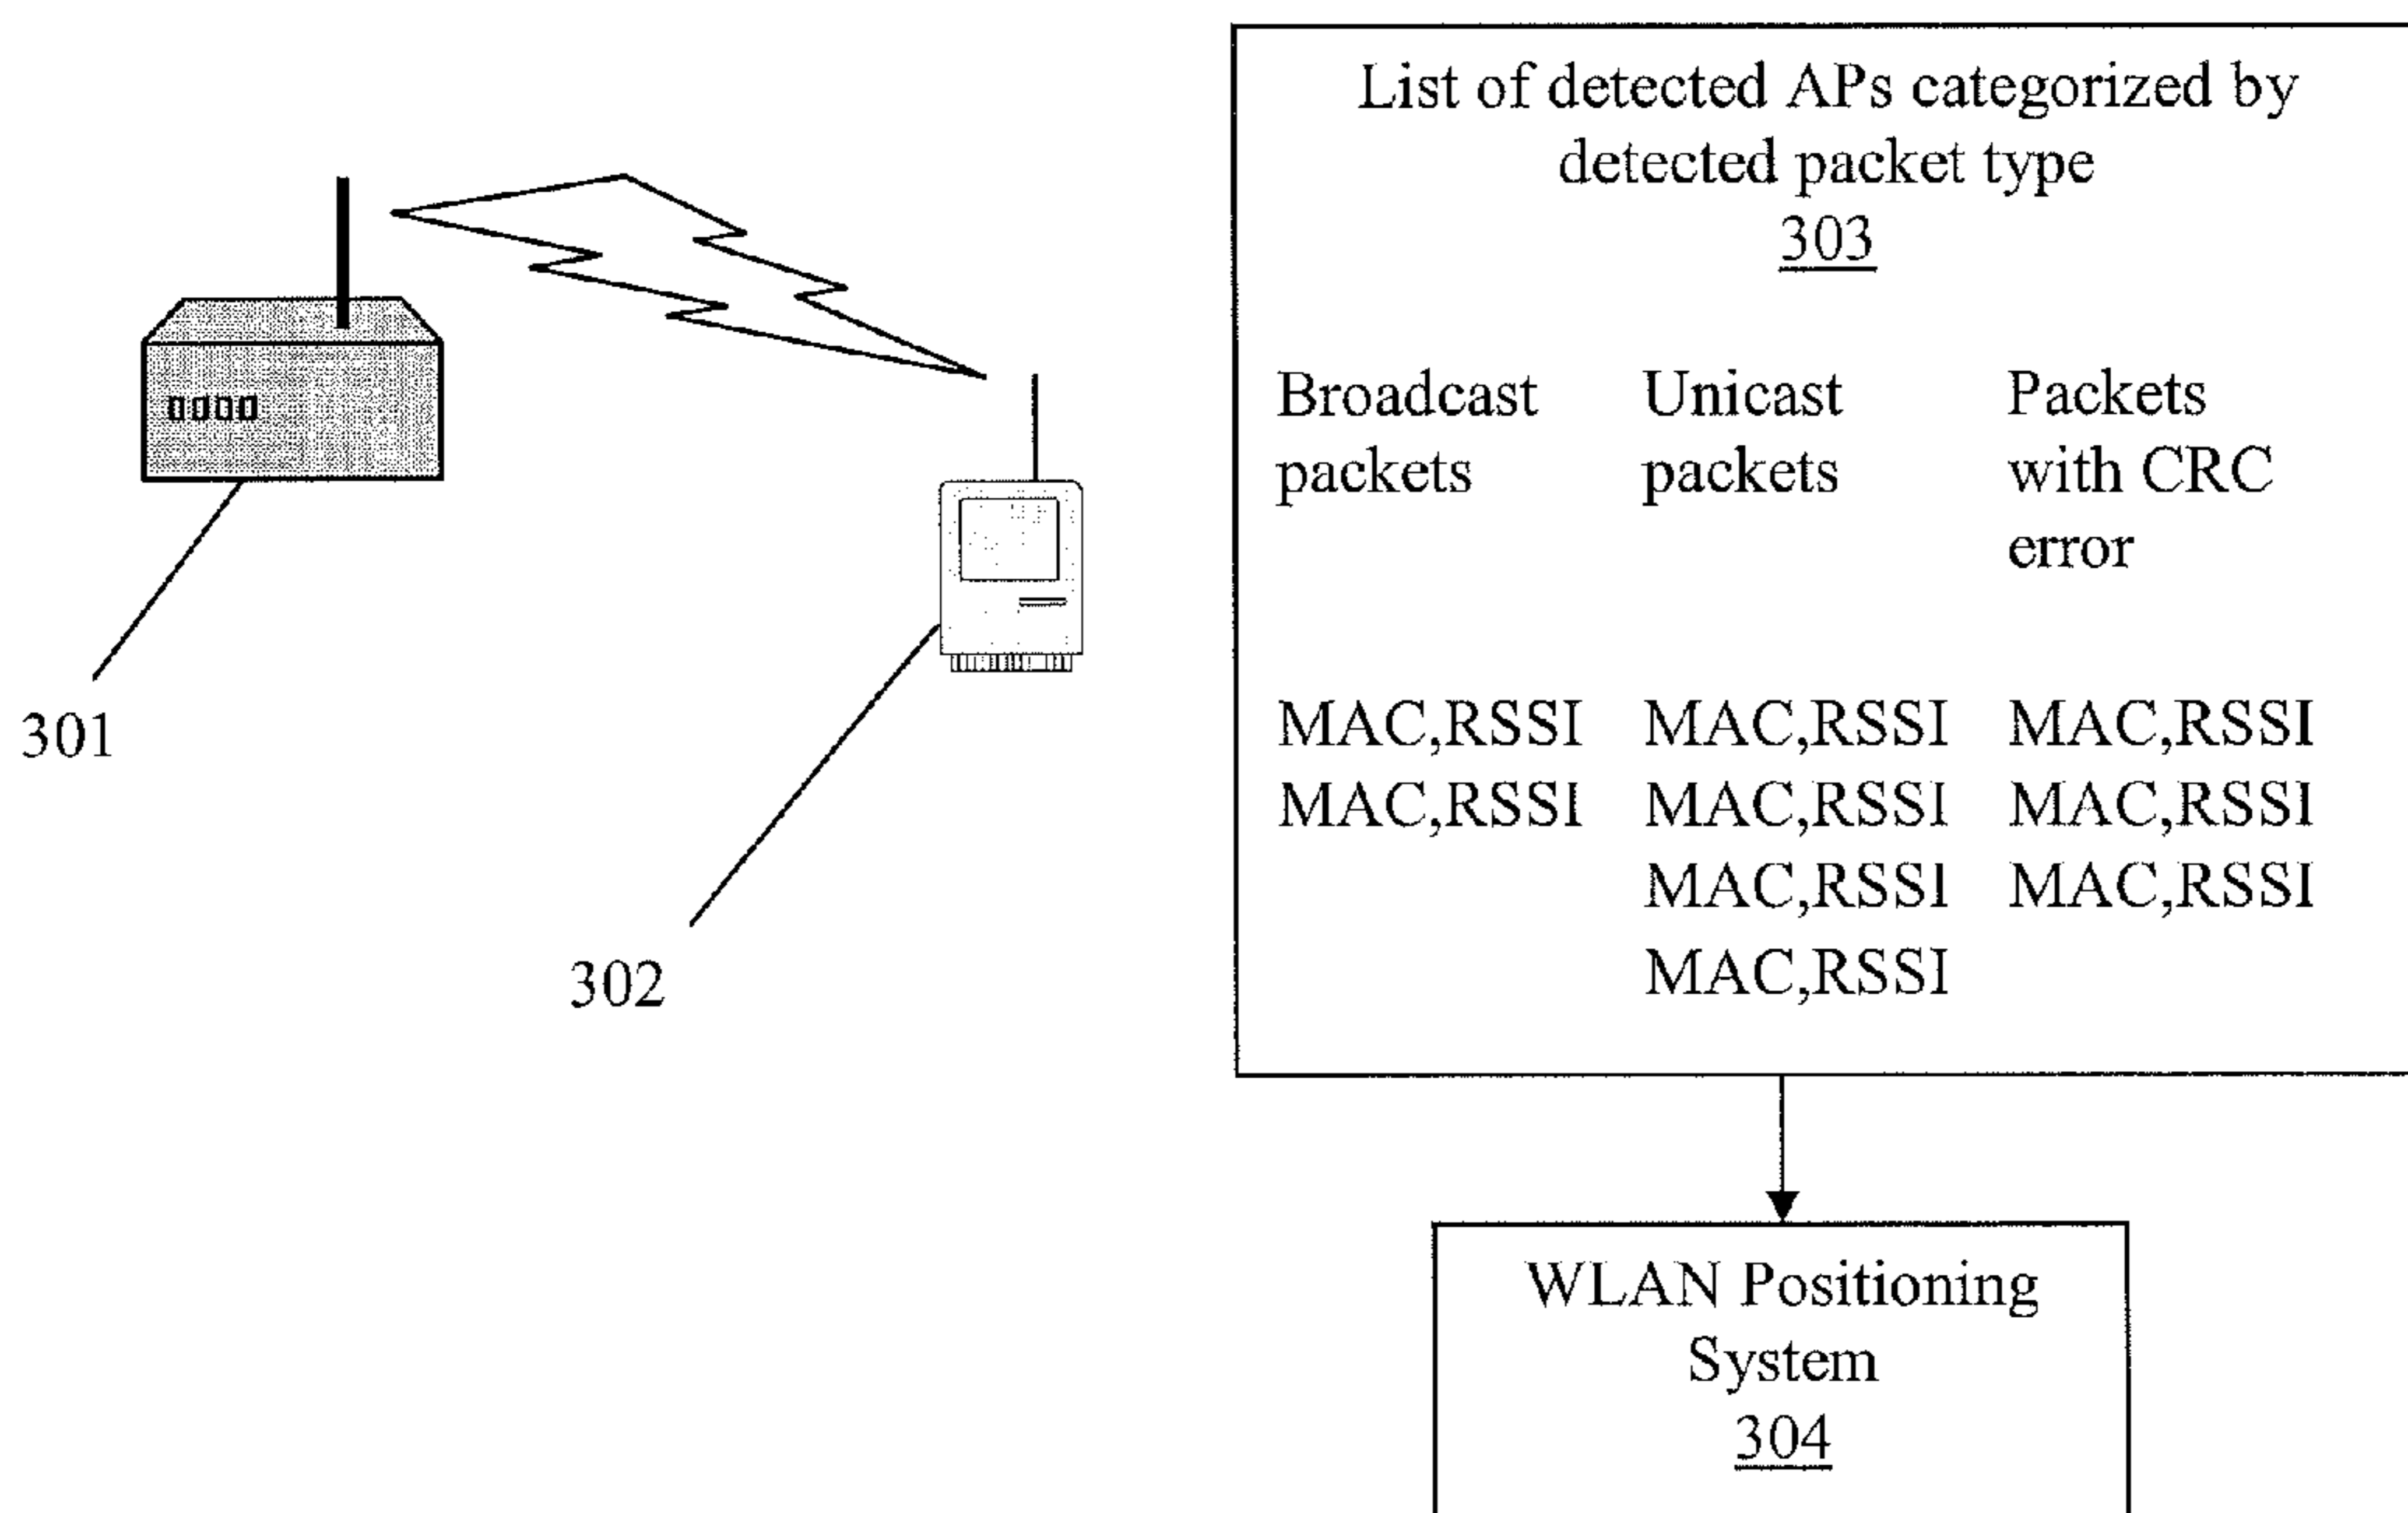 List of detected APs categorized by
detected packet type
303
Broadcast packets
Unicast packets
Packets with CRC error
MAC,RSSI MAC,RSSI MAC,RSSI
MAC,RSSI MAC,RSSI MAC,RSSI
MAC,RSSI MAC,RSSI
MAC,RSSI
301
302
WLAN Positioning
System
304